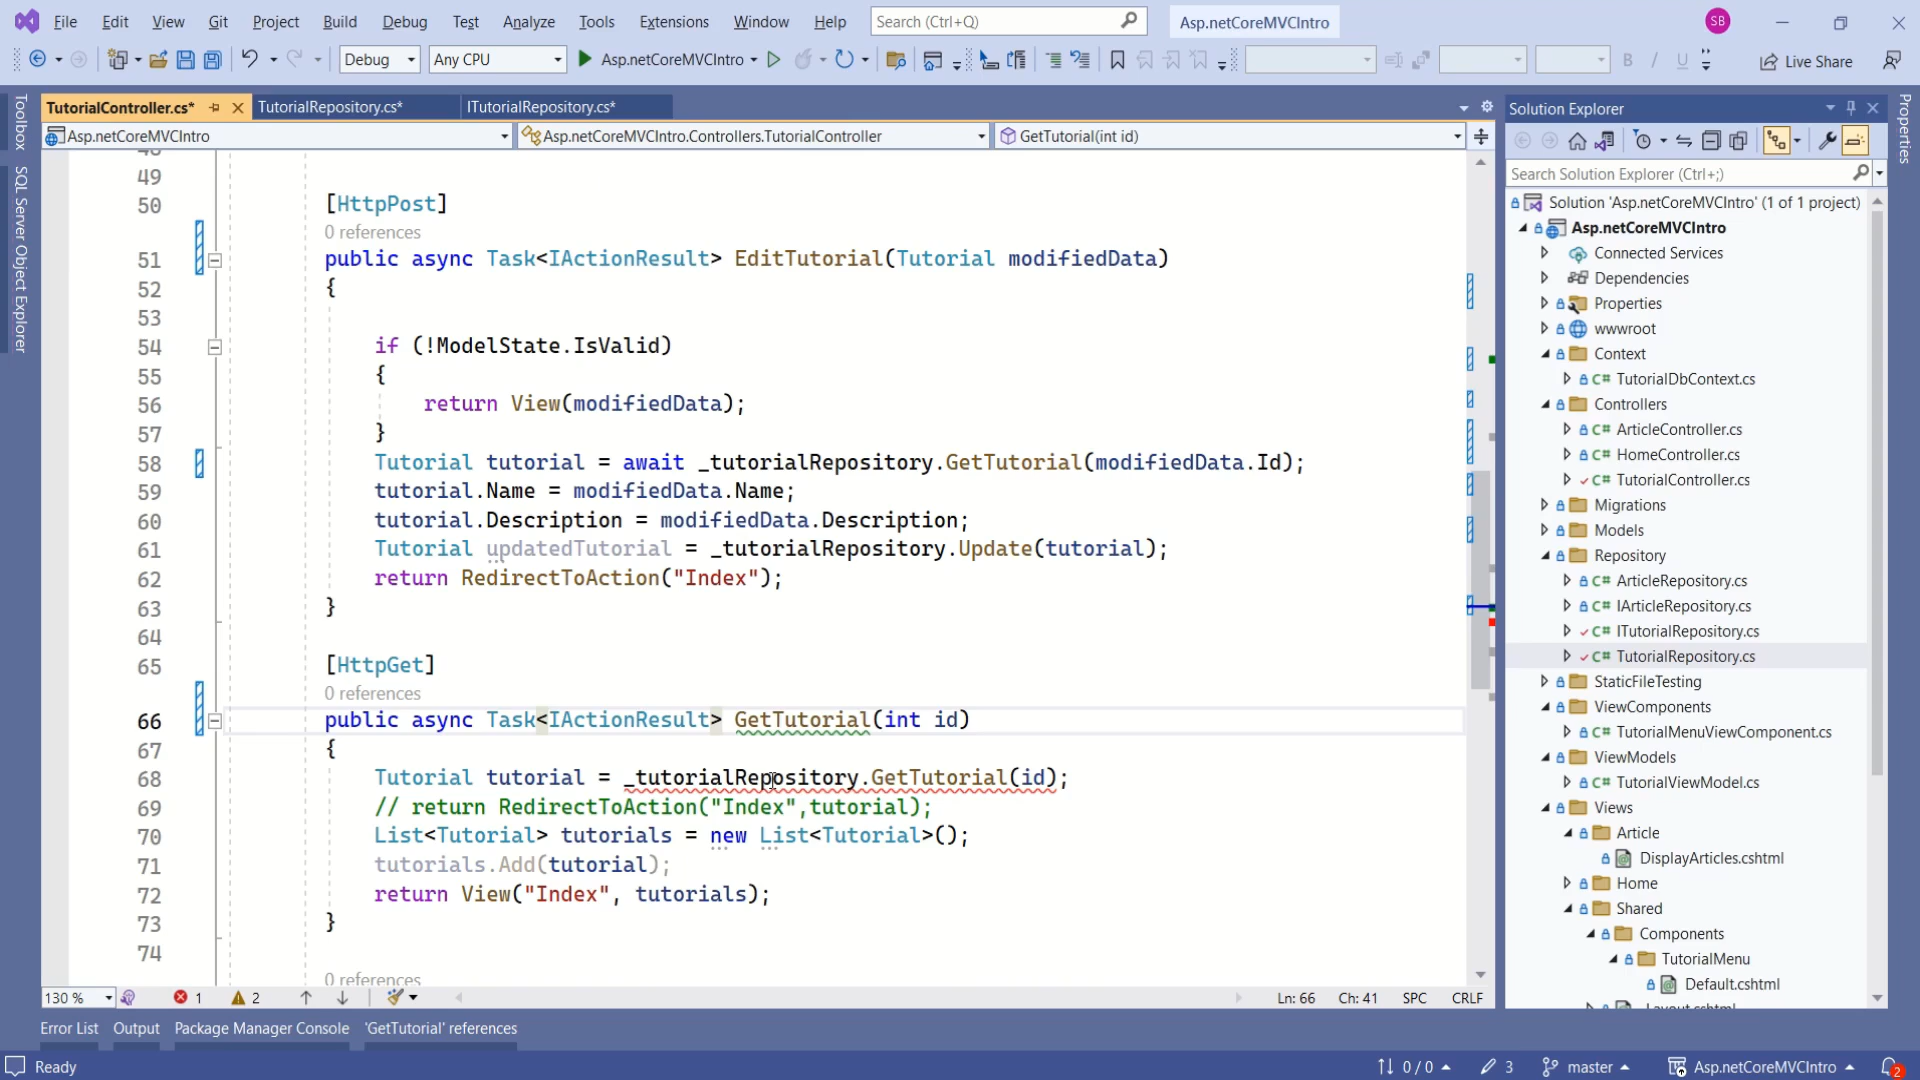 File Edit View Git Project Build Debug Test Analyze Tools Extensions Window Help Search (Ctrl+Q) Asp.netCoreMVCIntro SB
Debug Any CPU Asp.netCoreMVCIntro B I U Live Share
TutorialController.cs* TutorialRepository.cs* ITutorialRepository.cs*
Asp.netCoreMVCIntro Asp.netCoreMVCIntro.Controllers.TutorialController GetTutorial(int id)
Toolbox
SQL Server Object Explorer
49
50 [HttpPost]
0 references
51 public async Task<IActionResult> EditTutorial(Tutorial modifiedData)
52 {
53
54 if (!ModelState.IsValid)
55 {
56 return View(modifiedData);
57 }
58 Tutorial tutorial = await _tutorialRepository.GetTutorial(modifiedData.Id);
59 tutorial.Name = modifiedData.Name;
60 tutorial.Description = modifiedData.Description;
61 Tutorial updatedTutorial = _tutorialRepository.Update(tutorial);
62 return RedirectToAction("Index");
63 }
64
65 [HttpGet]
0 references
66 public async Task<IActionResult> GetTutorial(int id)
67 {
68 Tutorial tutorial = _tutorialRepository.GetTutorial(id);
69 // return RedirectToAction("Index",tutorial);
70 List<Tutorial> tutorials = new List<Tutorial>();
71 tutorials.Add(tutorial);
72 return View("Index", tutorials);
73 }
74
0 references
130 % 1 2 Ln: 66 Ch: 41 SPC CRLF
Error List Output Package Manager Console 'GetTutorial' references
Solution Explorer
Search Solution Explorer (Ctrl+;)
Solution 'Asp.netCoreMVCIntro' (1 of 1 project)
Asp.netCoreMVCIntro
Connected Services
Dependencies
Properties
wwwroot
Context
C# TutorialDbContext.cs
Controllers
C# ArticleController.cs
C# HomeController.cs
C# TutorialController.cs
Migrations
Models
Repository
C# ArticleRepository.cs
C# IArticleRepository.cs
C# ITutorialRepository.cs
C# TutorialRepository.cs
StaticFileTesting
ViewComponents
C# TutorialMenuViewComponent.cs
ViewModels
C# TutorialViewModel.cs
Views
Article
DisplayArticles.cshtml
Home
Shared
Components
TutorialMenu
Default.cshtml
Properties
Ready 0 / 0 3 master Asp.netCoreMVCIntro 2